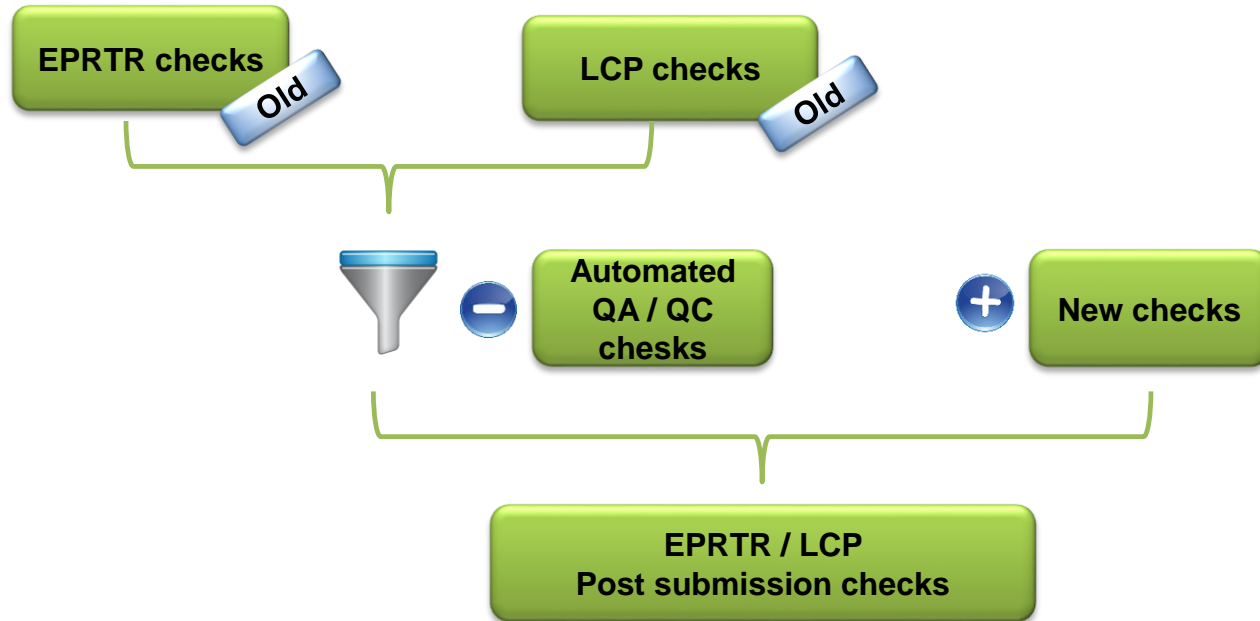 EPRTR checks
Old
LCP checks
Old
Automated
QA / QC
chesks
New checks
EPRTR / LCP
Post submission checks